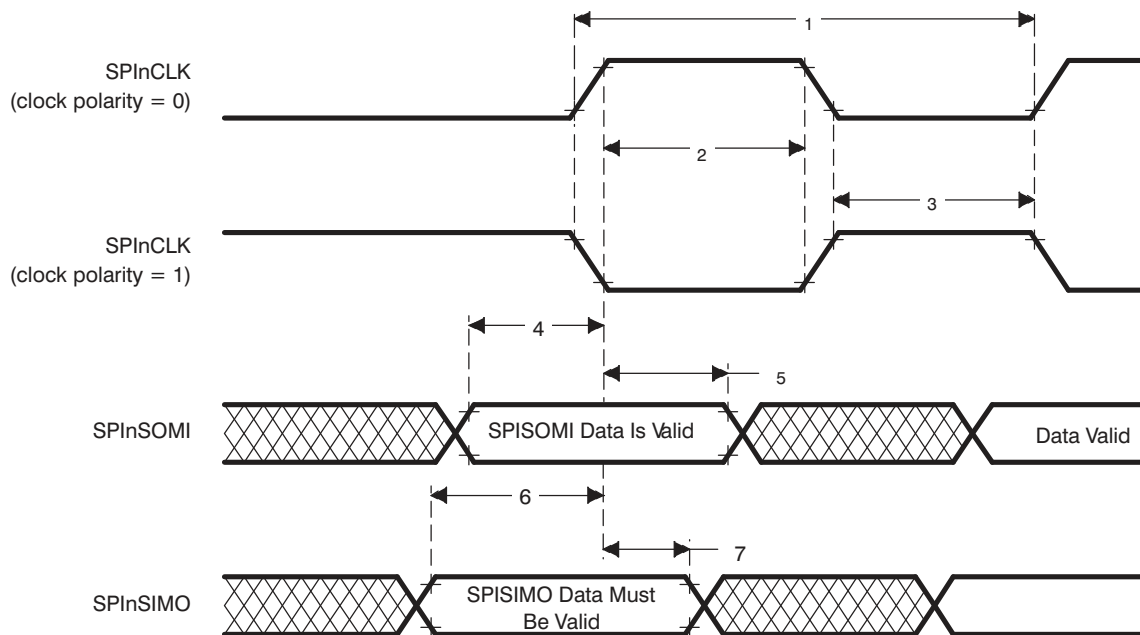 1
SPInCLK
(clock polarity = 0)
2
3
SPInCLK
(clock polarity = 1)
4
5
SPInSOMI
SPISOMI Data Is Valid
Data Valid
6
7
SPInSIMO
SPISIMO Data Must
Be Valid